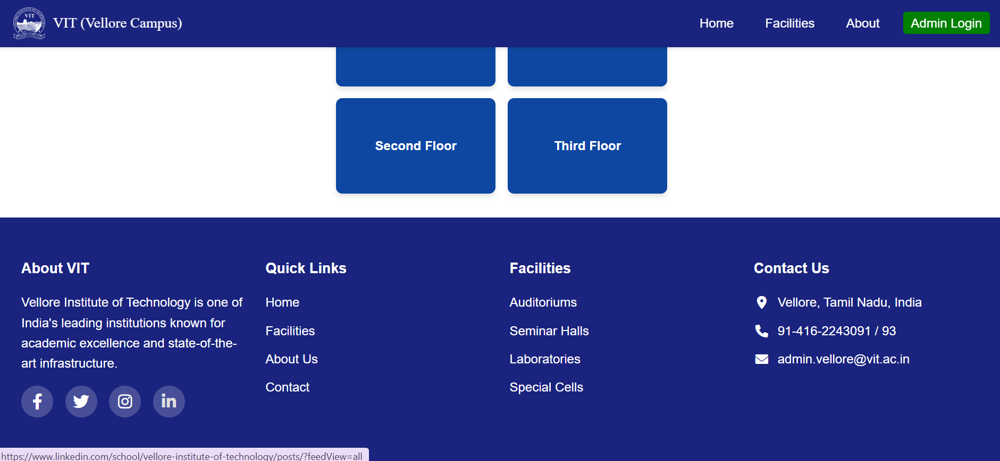 VIT
VIT (Vellore Campus)
Home
Facilities
About
Admin Login
Second Floor
Third Floor
About VIT
Vellore Institute of Technology is one of
India's leading institutions known for
academic excellence and state-of-the-
art infrastructure.
Quick Links
Home
Facilities
About Us
Contact
Facilities
Auditoriums
Seminar Halls
Laboratories
Special Cells
Contact Us
Vellore, Tamil Nadu, India
91-416-2243091 / 93
admin.vellore@vit.ac.in
https://www.linkedin.com/school/vellore-institute-of-technology/posts/?feedView=all